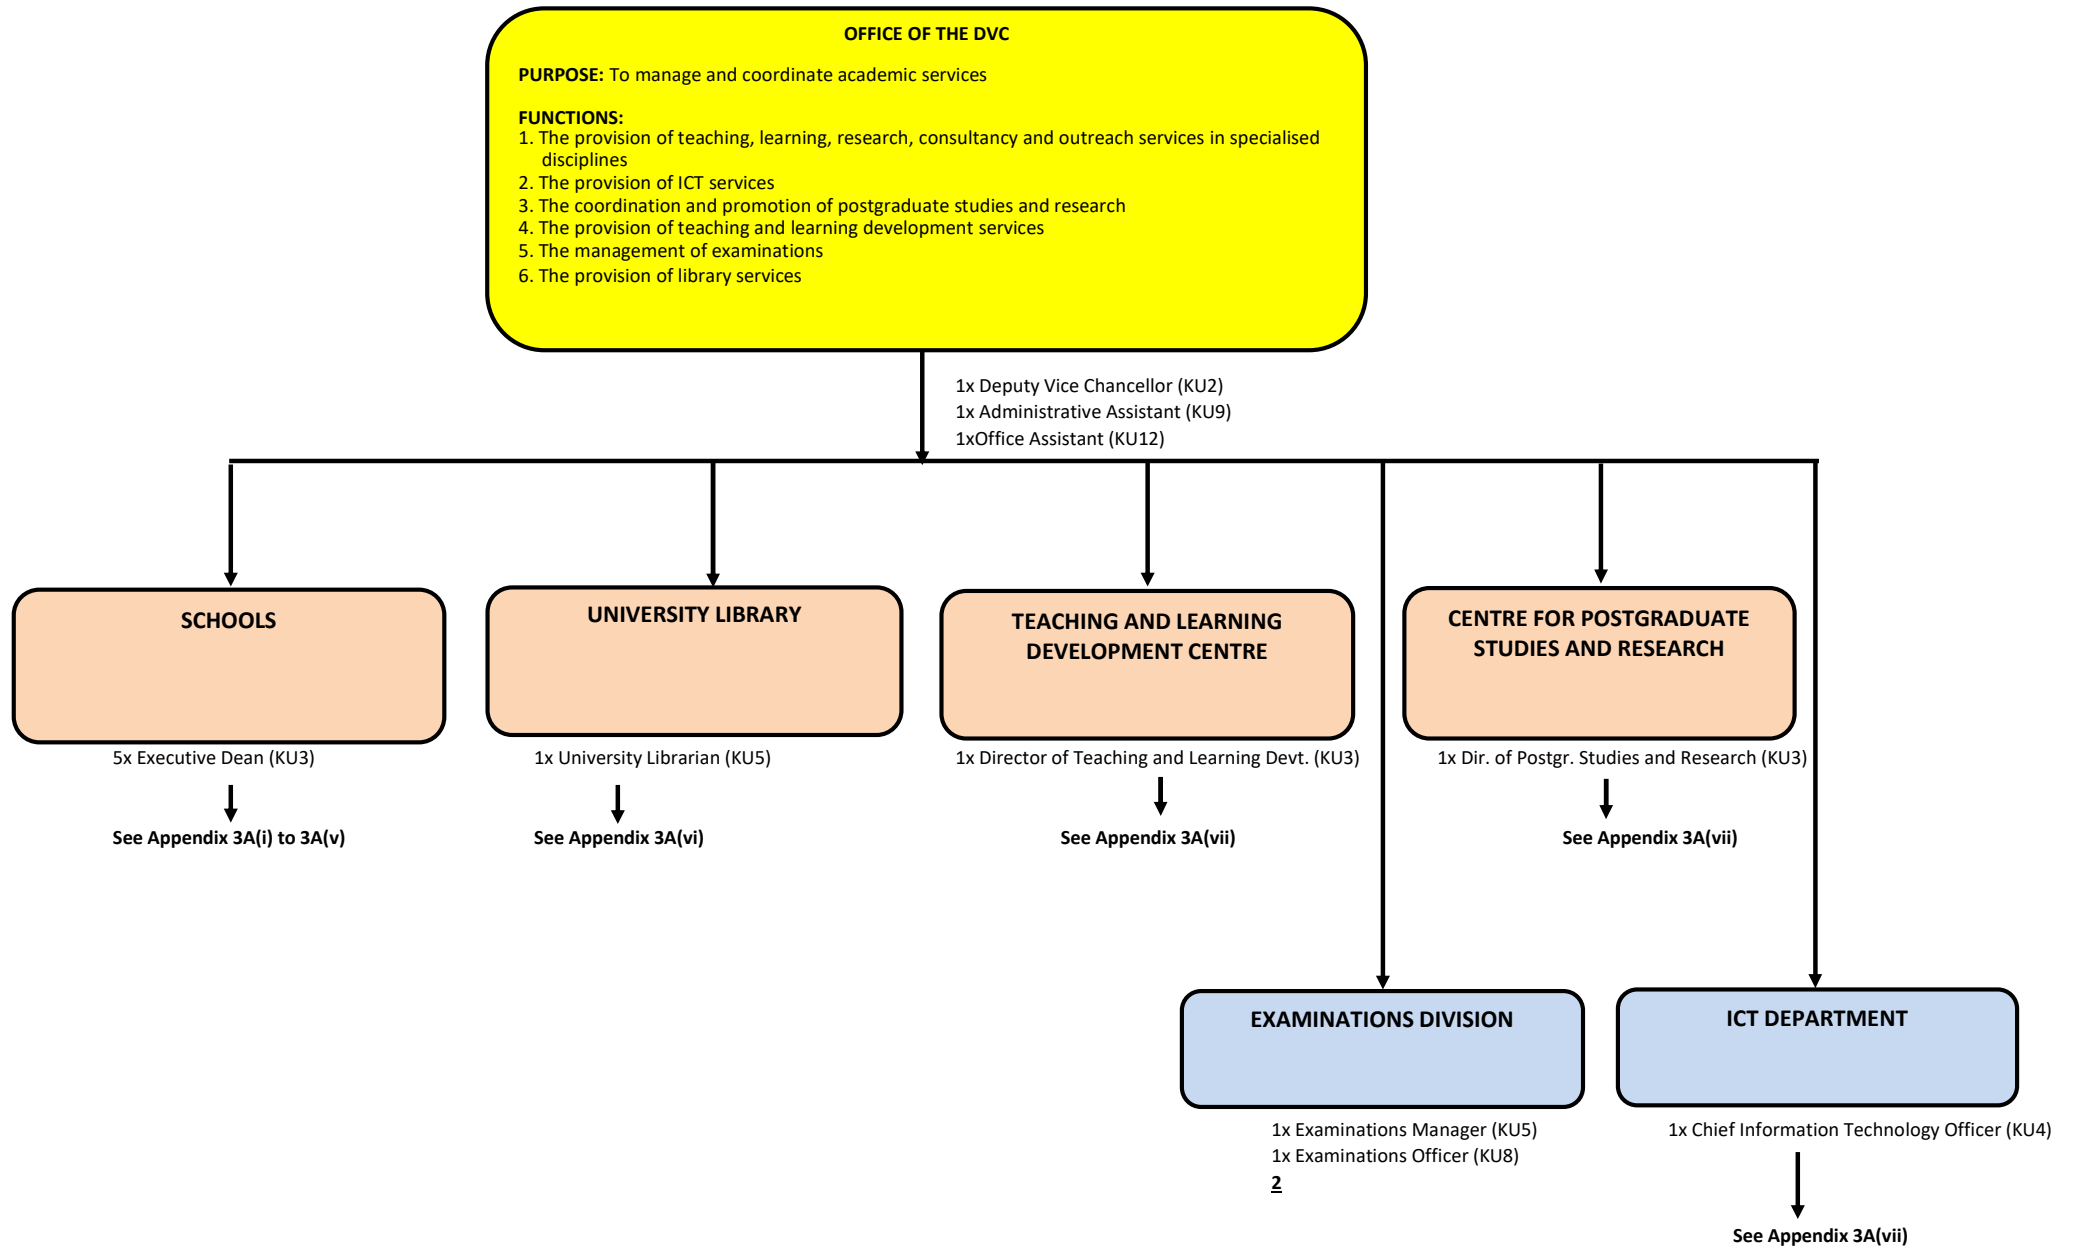 OFFICE OF THE DVC
PURPOSE: To manage and coordinate academic services
FUNCTIONS:
1. The provision of teaching, learning, research, consultancy and outreach services in specialised
disciplines
2. The provision of ICT services
3. The coordination and promotion of postgraduate studies and research
4. The provision of teaching and learning development services
5. The management of examinations
6. The provision of library services
1x Deputy Vice Chancellor (KU2)
1x Administrative Assistant (KU9)
1xOffice Assistant (KU12)
SCHOOLS
5x Executive Dean (KU3)
See Appendix 3A(i) to 3A(v)
UNIVERSITY LIBRARY
1x University Librarian (KU5)
See Appendix 3A(vi)
TEACHING AND LEARNING
DEVELOPMENT CENTRE
1x Director of Teaching and Learning Devt. (KU3)
See Appendix 3A(vii)
CENTRE FOR POSTGRADUATE
STUDIES AND RESEARCH
1x Dir. of Postgr. Studies and Research (KU3)
See Appendix 3A(vii)
EXAMINATIONS DIVISION
1x Examinations Manager (KU5)
1x Examinations Officer (KU8)
2
ICT DEPARTMENT
1x Chief Information Technology Officer (KU4)
See Appendix 3A(vii)